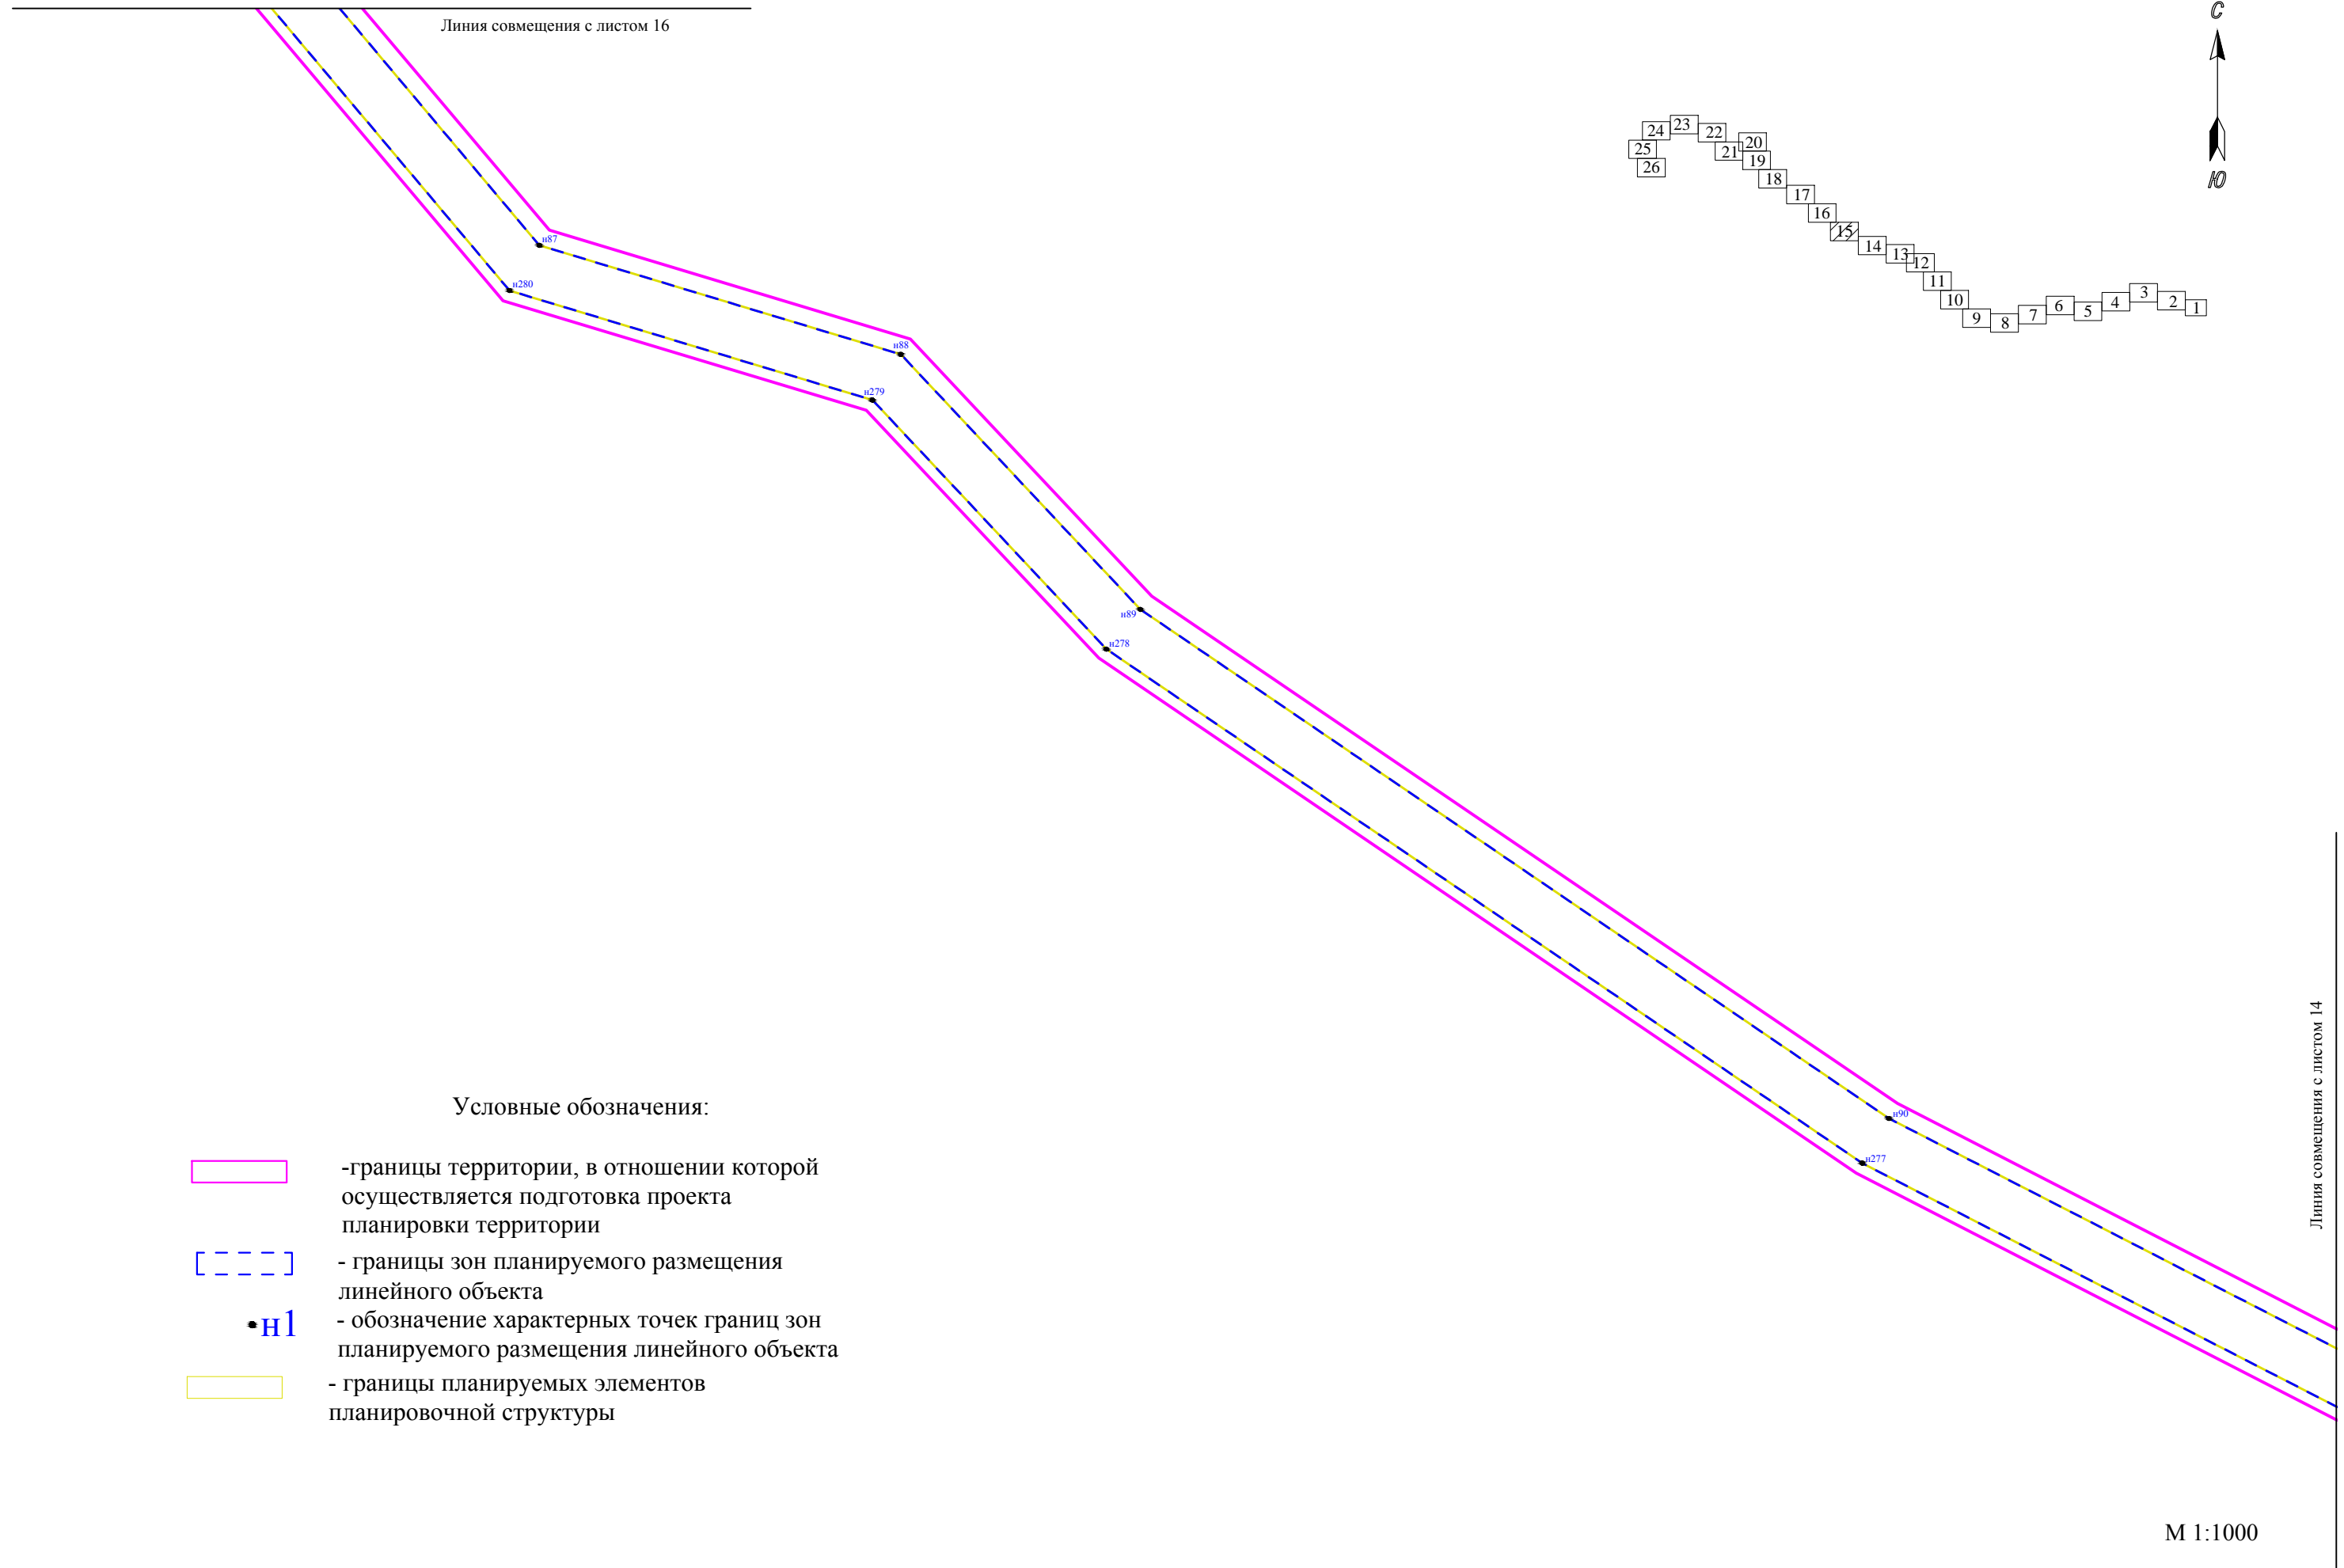 Линия совмещения с листом 16
С
Ю
24
23
22
20
25
21
19
26
18
17
16
15
14
13
12
11
10
9
8
7
6
5
4
3
2
1
н87
н280
н88
н279
н89
н278
н90
н277
Линия совмещения с листом 14
Условные обозначения:
-границы территории, в отношении которой
осуществляется подготовка проекта
планировки территории
- границы зон планируемого размещения
линейного объекта
н1
- обозначение характерных точек границ зон
планируемого размещения линейного объекта
- границы планируемых элементов
планировочной структуры
М 1:1000